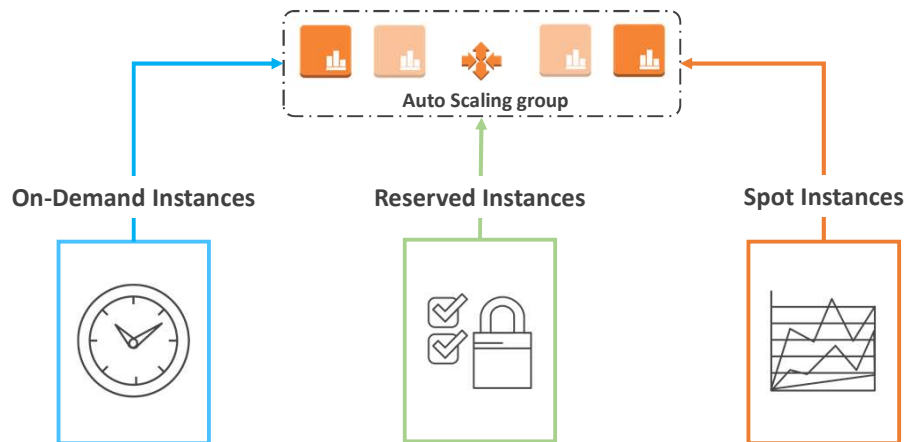 Auto Scaling group
On-Demand Instances
Reserved Instances
Spot Instances